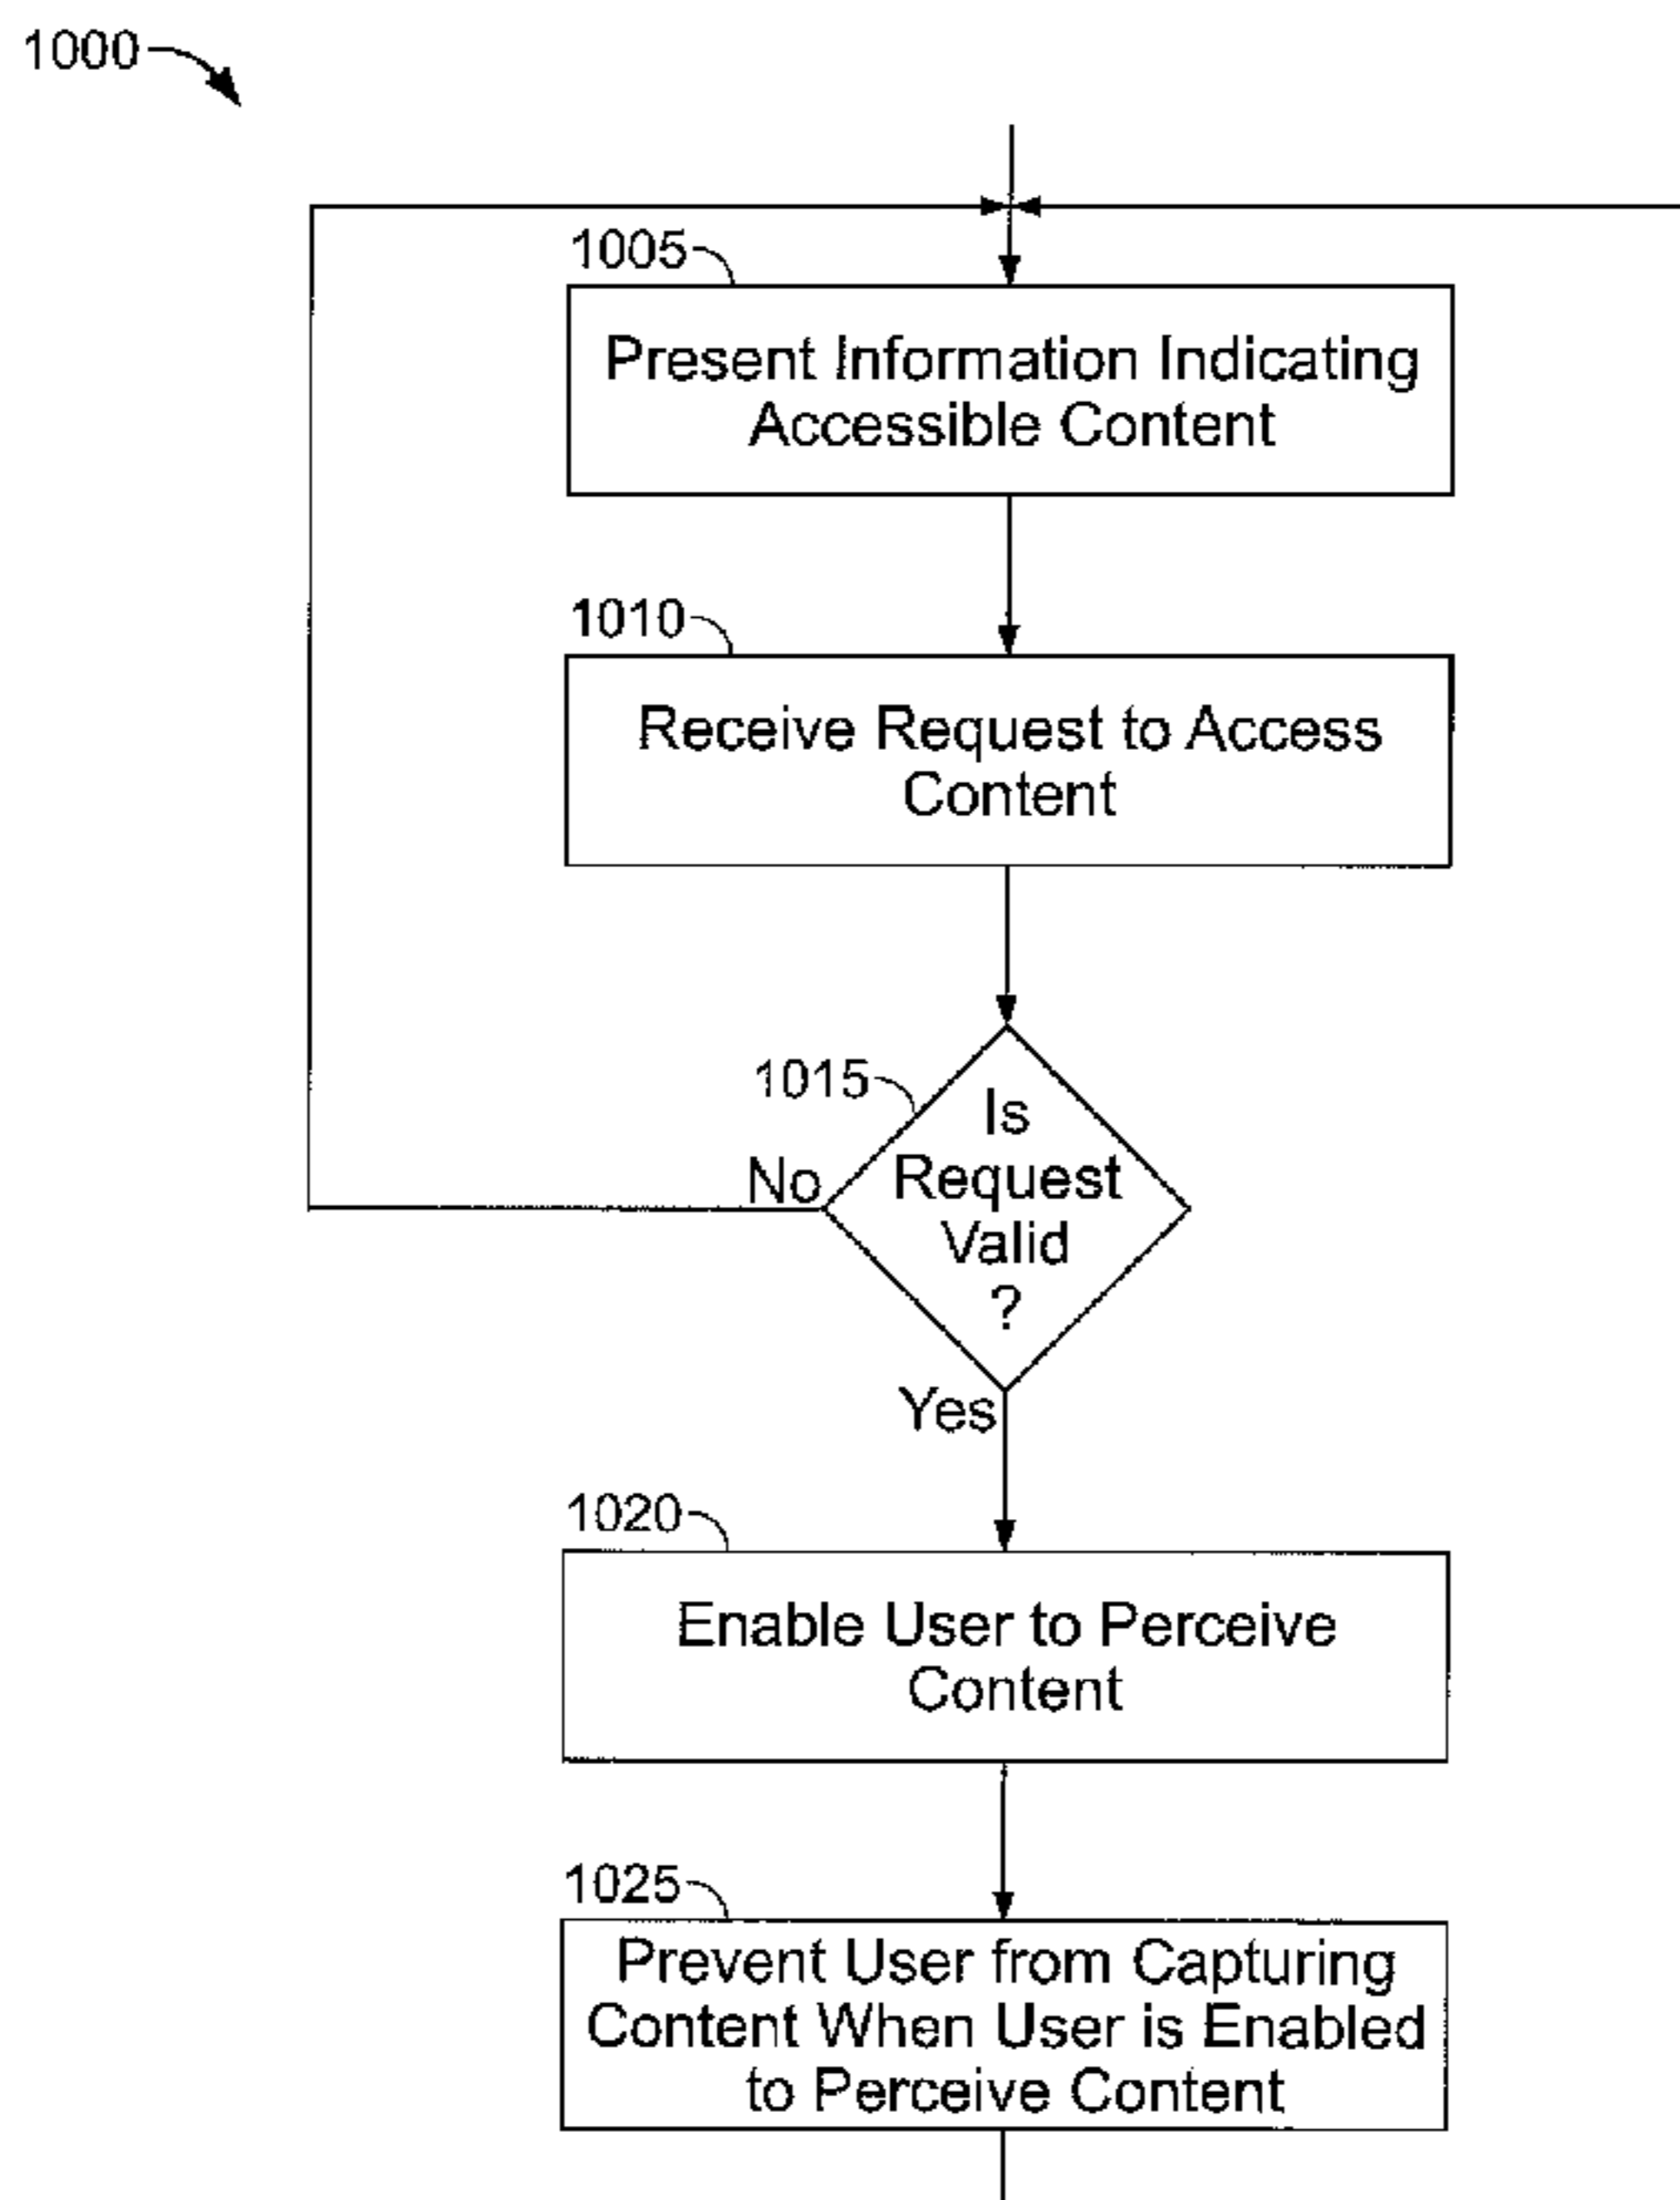 1000
1005
Present Information Indicating
Accessible Content
1010
Receive Request to Access
Content
1015
Is
Request
Valid
?
No
Yes
1020
Enable User to Perceive
Content
1025
Prevent User from Capturing
Content When User is Enabled
to Perceive Content